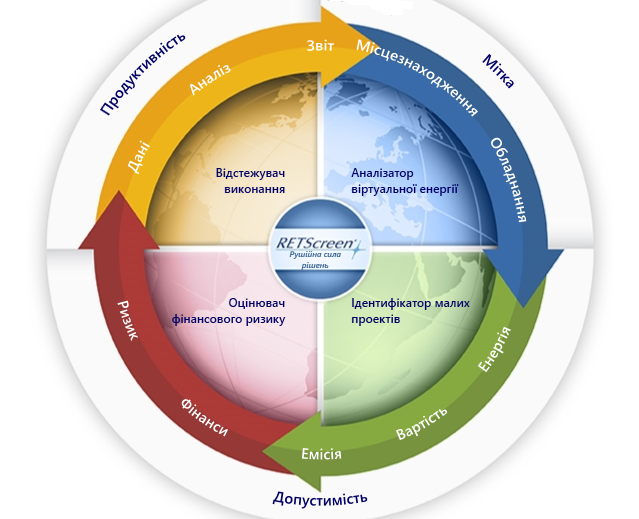 Продуктивність
Мітка
Дані
Аналіз
Звіт
Місцезнаходження
Обладнання
Відстежувач
виконання
Аналізатор
віртуальної енергії
RETScreen®
Рушійна сила
рішень
Оцінювач
фінансового ризику
Ідентифікатор малих
проектів
Енергія
Вартість
Емісія
Фінанси
Ризик
Допустимість